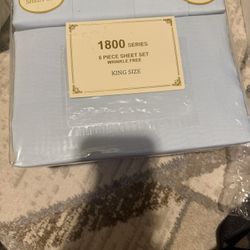 1800 SERIES
6 PIECE SHEET SET
WRINKLE FREE
KING SIZE